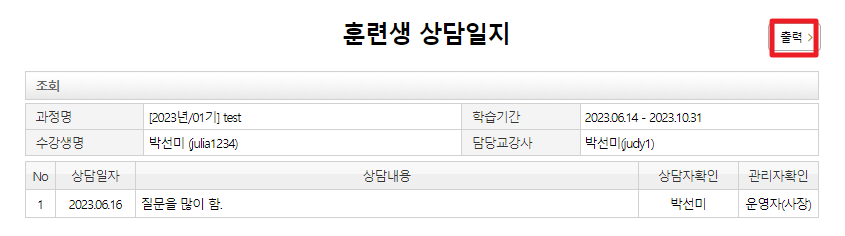 훈련생 상담일지
출력 >
조회
과정명 [2023년/01기] test 학습기간 2023.06.14 - 2023.10.31
수강생명 박선미 (julia1234) 담당교강사 박선미(judy1)
No 상담일자 상담내용 상담자확인 관리자확인
1 2023.06.16 질문을 많이 함. 박선미 운영자(사장)